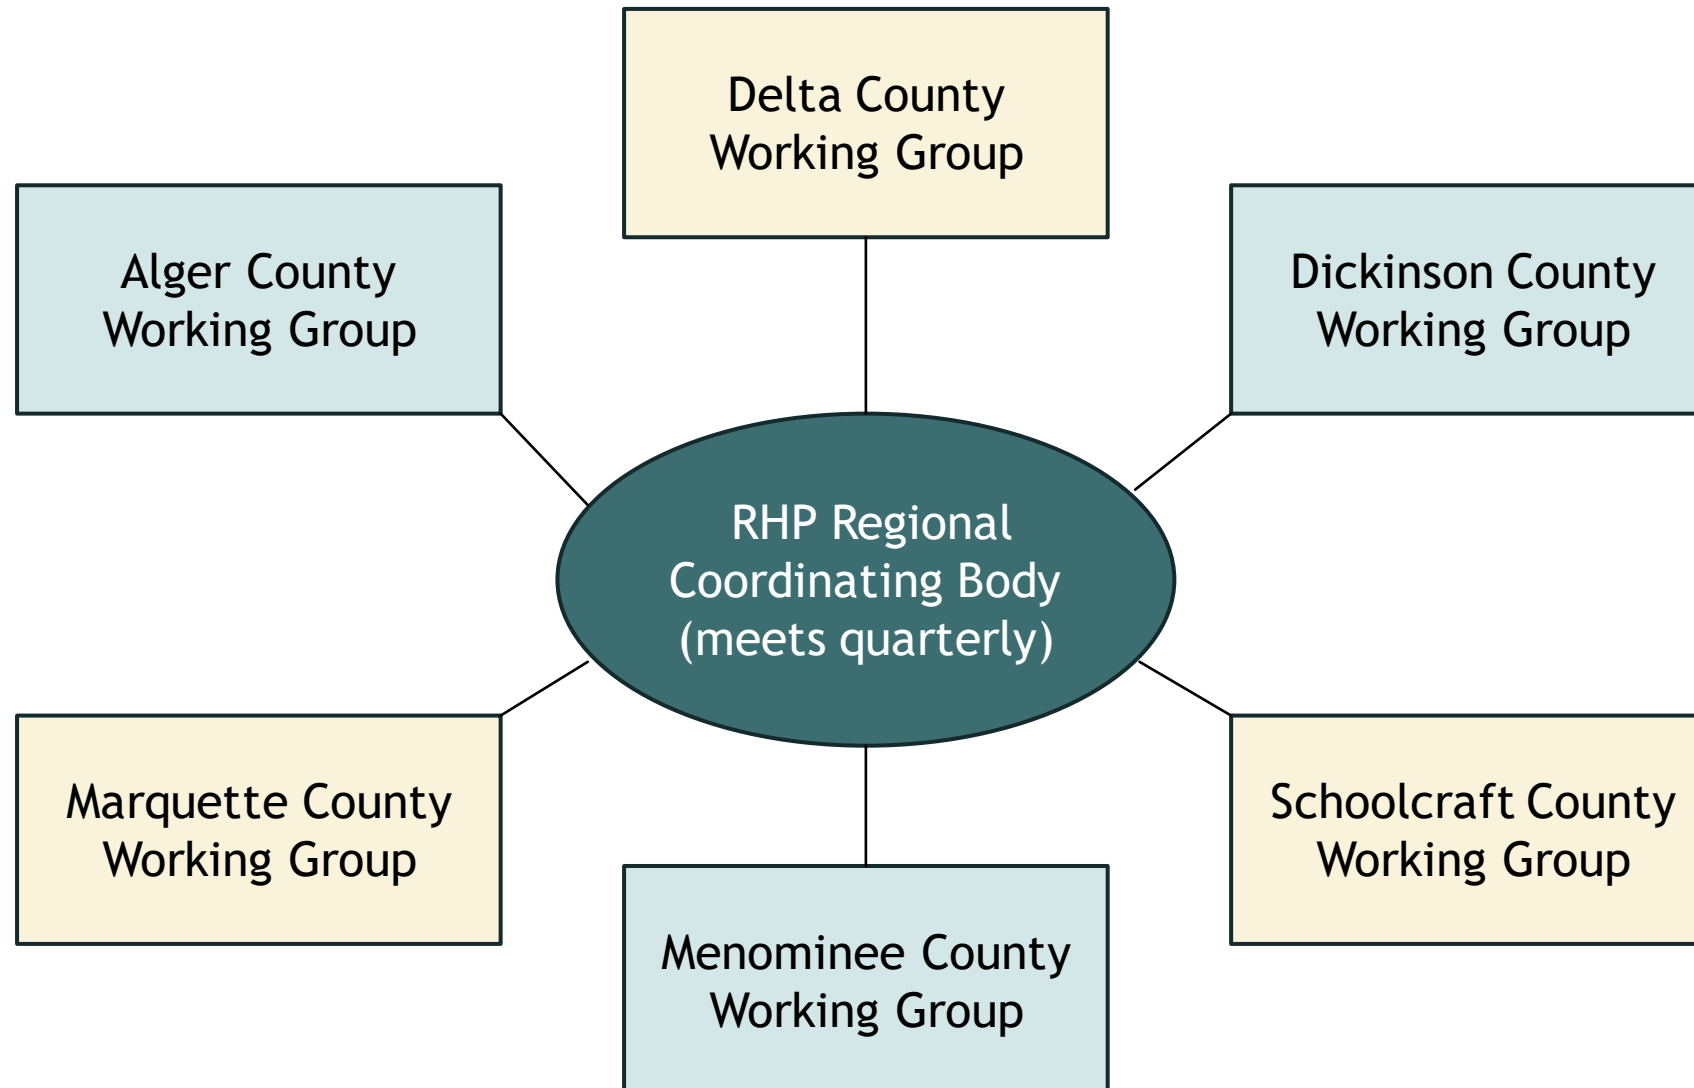 Delta County
Working Group
Alger County
Working Group
Dickinson County
Working Group
RHP Regional
Coordinating Body
(meets quarterly)
Marquette County
Working Group
Schoolcraft County
Working Group
Menominee County
Working Group